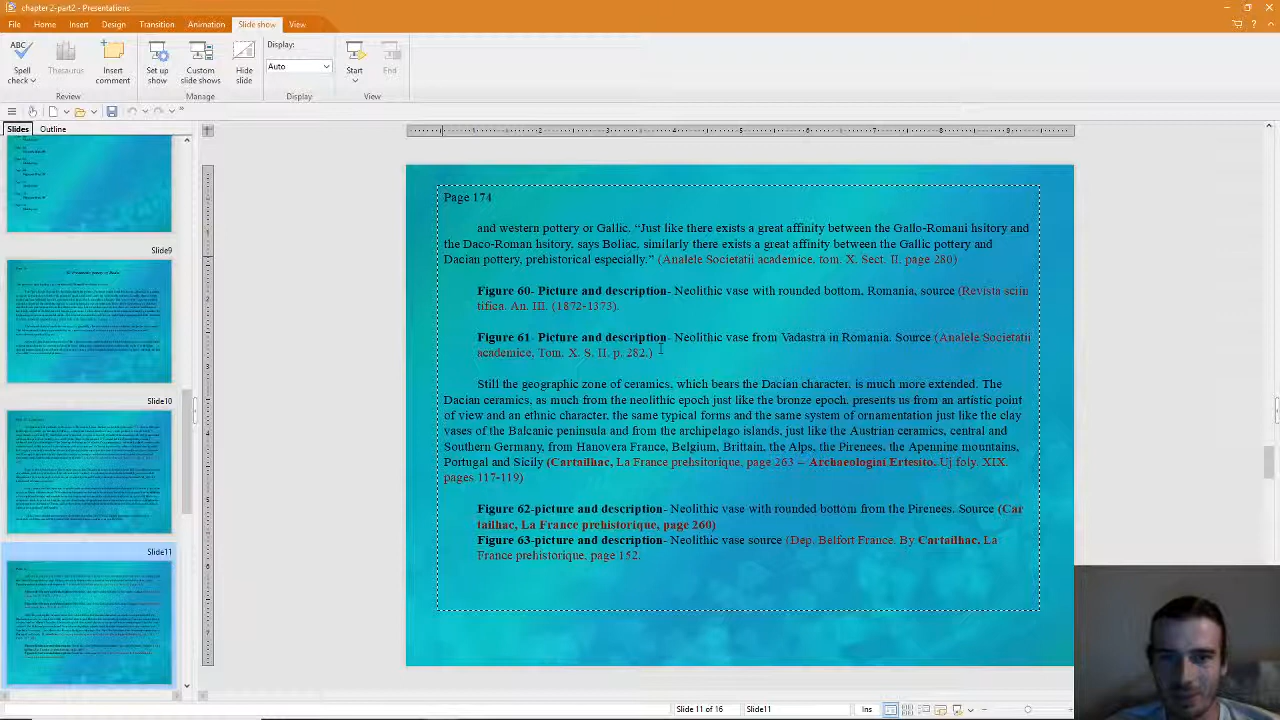 chapter 2-part2 - Presentations
File Home Insert Design Transition Animation Slide show View
ABC
Spell check
Thesaurus
Insert comment
Set up show
Custom slide shows
Hide slide
Display:
Auto
Start
End
Review
Manage
Display
View
Slides Outline
Slide9
Slide10
Slide11
Page 174
and western pottery or Gallic. “Just like there exists a great affinity between the Gallo-Romani hsitory and
the Daco-Roman hsitory, says Boliac, similarly there exists a great affinity between the Gallic pottery and
Dacian pottery, prehistorical especially.” (Analele Societatii academice, tom. X. Sect. II. page 280)
Figure 60- Picture and description- Neolithic vase with rounded bottom, Romania, source (Revista sciin
tifica An. III. (1872-1373).
Figure 61- Picture and description- Neolithic vase from Vadastra in Romania. Source (Analele Societatii
academice, Tom. X. S. II. p. 282.)
Still the geographic zone of ceramics, which bears the Dacian character, is much more extended. The
Dacian ceramics, as much from the neolithic epoch just like the bronze epoch, presents us from an artistic point
of view and an ethnic character, the same typical form and the same system of ornamentation just like the clay
vases of the Balkan peninsula and from the archipelago islands, just like in Austria, Bavaria, central and
Southern Germany, in Hanovera France, Belgium, in the mountains of the Pierenees, the Apenini mountains,
Portugal and Sicily (Cartailhac, La France prehsitorique, page 263 –
Archaeologiai Ertesito, Uj foly. XIX
pages 117-119)
Figure 62-picture and description- Neolithic vase with rounded bottom from the Pirenees. Source (Car
tailhac, La France prehistorique, page 260)
Figure 63-picture and description- Neolithic vase source (Dep. Belfort France. By Cartailhac, La
France prehistorique, page 152.
Slide 11 of 16
Slide11
Ins